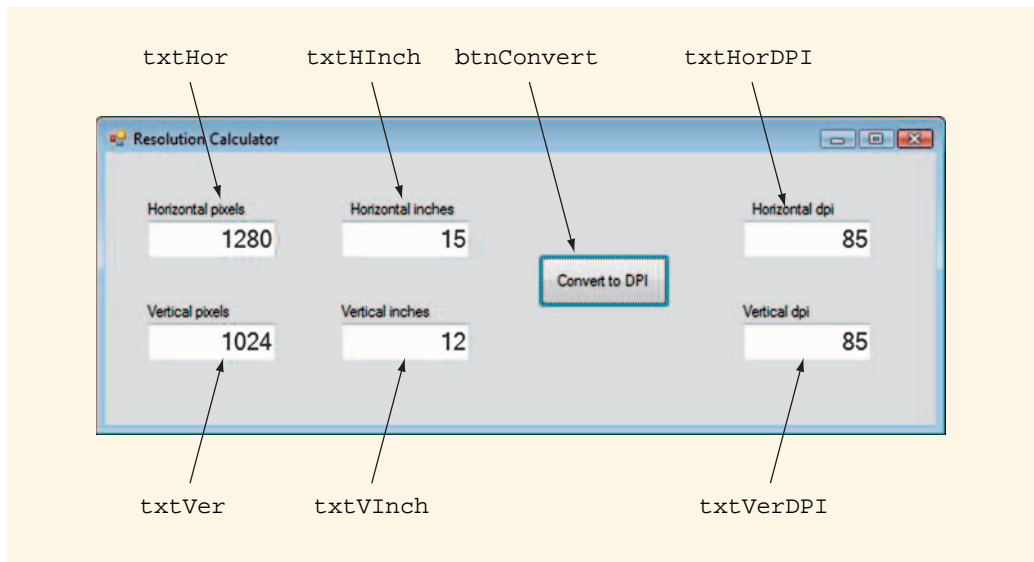 txtHor txtHInch btnConvert txtHorDPI
Resolution Calculator
Horizontal pixels Horizontal inches Horizontal dpi
1280 15 85
Convert to DPI
Vertical pixels Vertical inches Vertical dpi
1024 12 85
txtVer txtVInch txtVerDPI